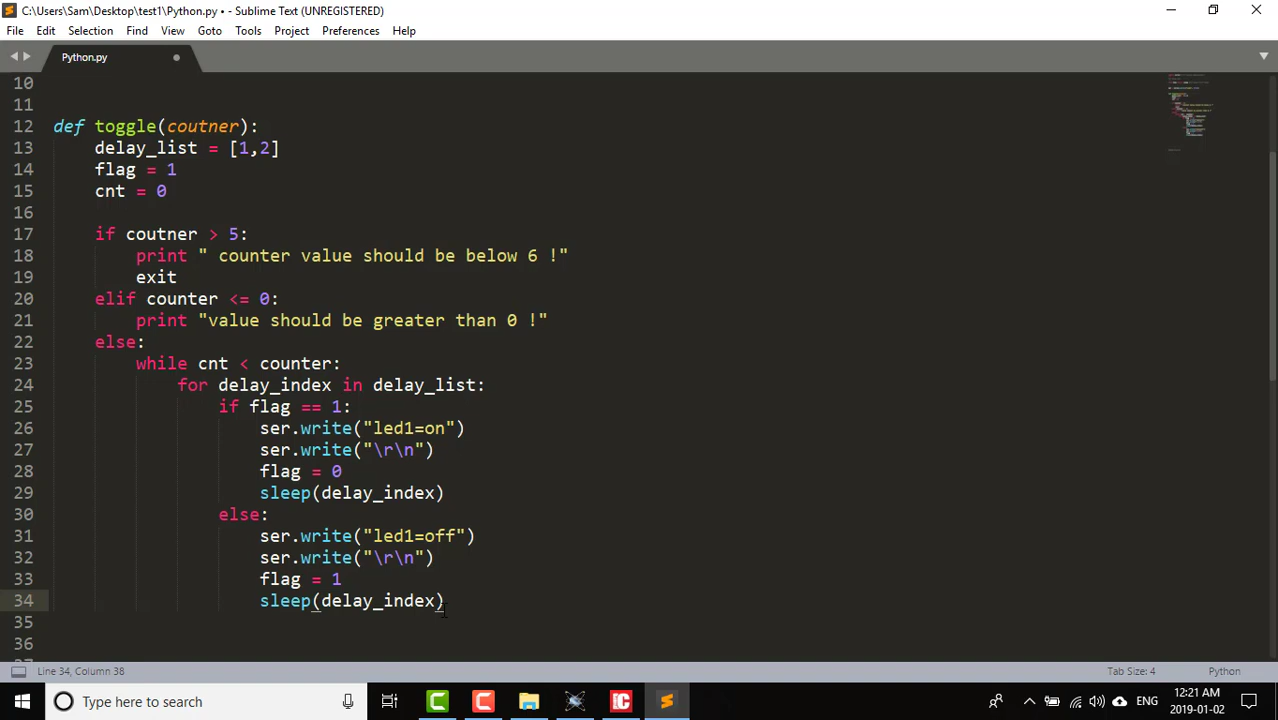 C:\Users\Sam\Desktop\test1\Python.py • - Sublime Text (UNREGISTERED)
File Edit Selection Find View Goto Tools Project Preferences Help
Python.py
10
11
12 def toggle(coutner):
13 delay_list = [1,2]
14 flag = 1
15 cnt = 0
16
17 if coutner > 5:
18 print " counter value should be below 6 !"
19 exit
20 elif counter <= 0:
21 print "value should be greater than 0 !"
22 else:
23 while cnt < counter:
24 for delay_index in delay_list:
25 if flag == 1:
26 ser.write("led1=on")
27 ser.write("\r\n")
28 flag = 0
29 sleep(delay_index)
30 else:
31 ser.write("led1=off")
32 ser.write("\r\n")
33 flag = 1
34 sleep(delay_index)
35
36
Line 34, Column 38 Tab Size: 4 Python
Type here to search ENG 12:21 AM
2019-01-02